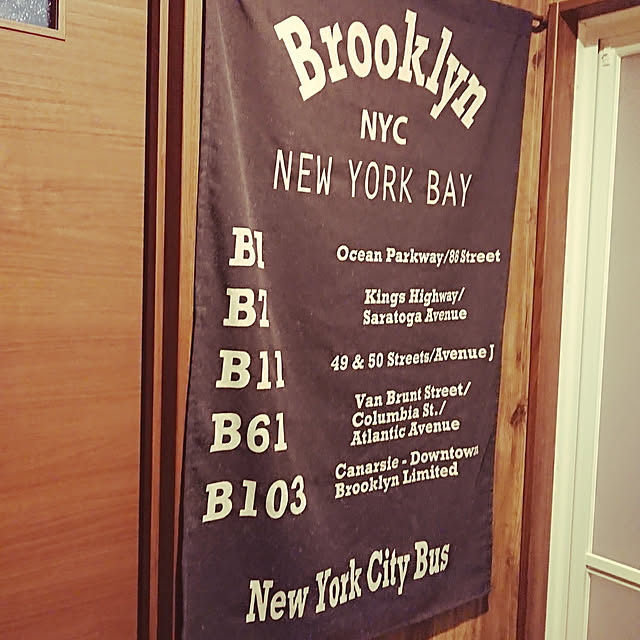 Brooklyn
NYC
NEW YORK BAY
B1 Ocean Parkway/86 Street
B7 Kings Highway/
Saratoga Avenue
B11 49 & 50 Streets/Avenue J
B61 Van Brunt Street/
Columbia St./
Atlantic Avenue
B103 Canarsie - Downtown
Brooklyn Limited
New York City Bus